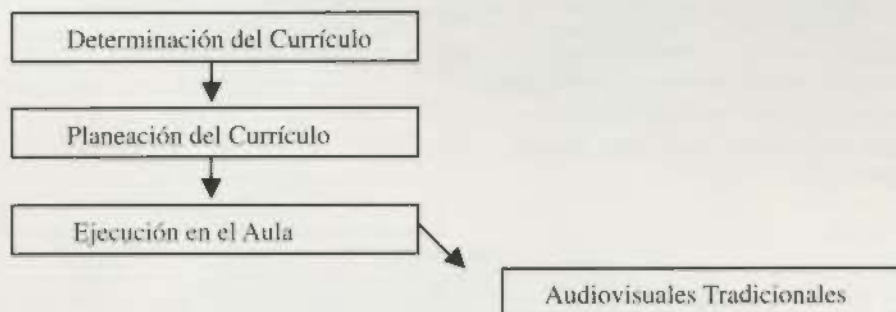 Determinación del Currículo
Planeación del Currículo
Ejecución en el Aula
Audiovisuales Tradicionales